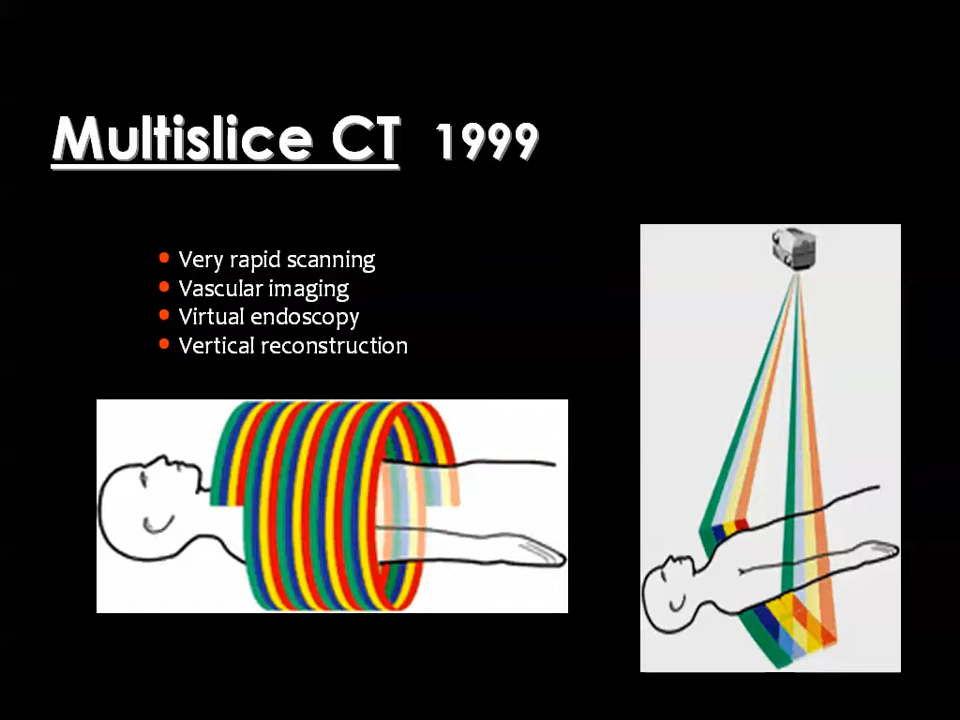 Multislice CT 1999
• Very rapid scanning
• Vascular imaging
• Virtual endoscopy
• Vertical reconstruction